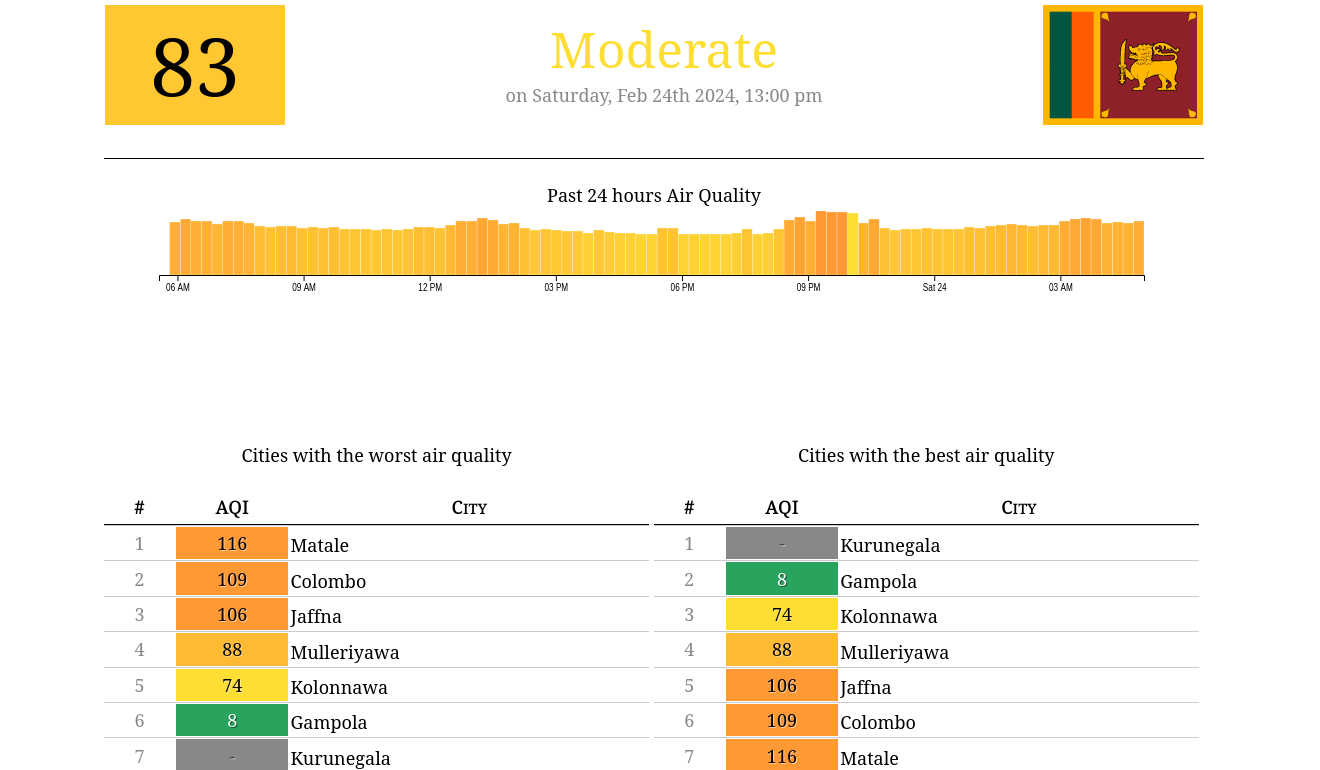 83
Moderate
on Saturday, Feb 24th 2024, 13:00 pm
Past 24 hours Air Quality
06 AM 09 AM 12 PM 03 PM 06 PM 09 PM Sat 24 03 AM
Cities with the worst air quality
# AQI City
1 116 Matale
2 109 Colombo
3 106 Jaffna
4 88 Mulleriyawa
5 74 Kolonnawa
6 8 Gampola
7 - Kurunegala
Cities with the best air quality
# AQI City
1 - Kurunegala
2 8 Gampola
3 74 Kolonnawa
4 88 Mulleriyawa
5 106 Jaffna
6 109 Colombo
7 116 Matale